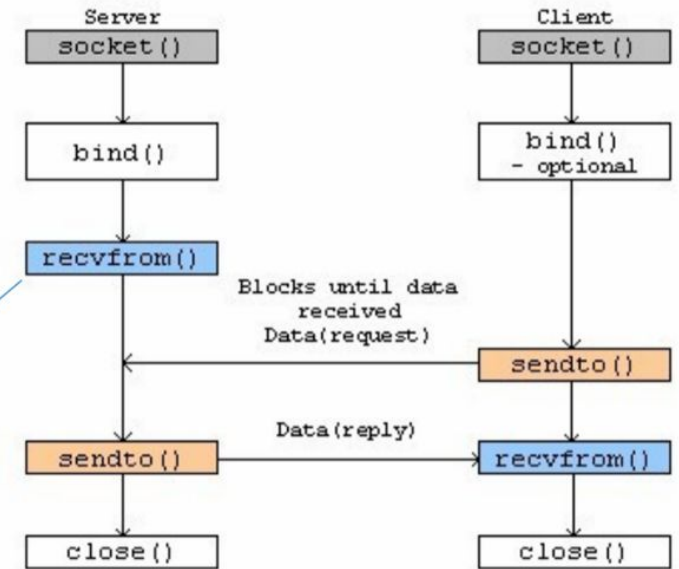 Server
Client
socket()
socket()
bind()
bind()
- optional
recvfrom()
Blocks until data
received
Data(request)
sendto()
Data(reply)
sendto()
recvfrom()
close()
close()